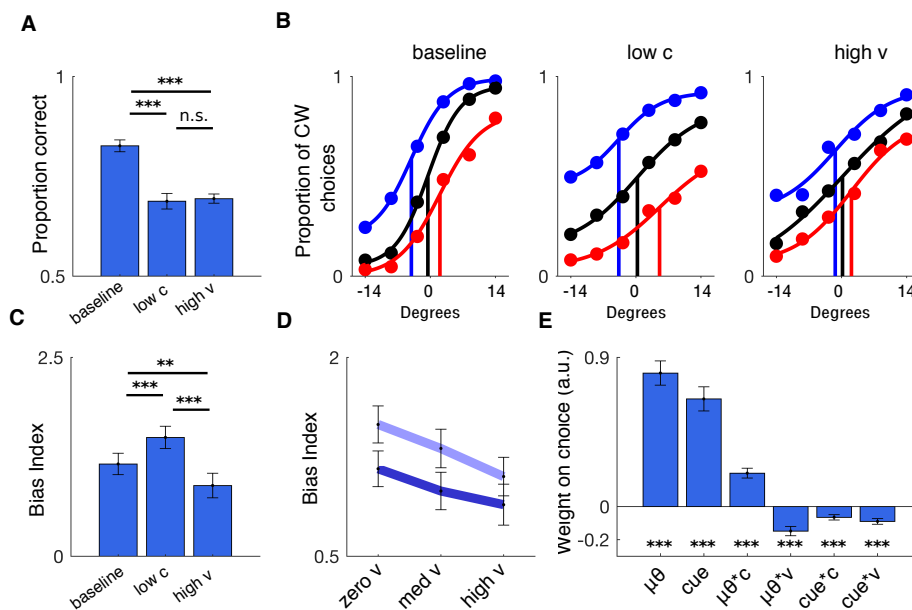 A
Proportion correct
1
0.5
***
***
n.s.
baseline
low c
high v
B
Proportion of CW
choices
baseline
low c
high v
1
0
-14
0
14
Degrees
1
0
-14
0
14
Degrees
1
0
-14
0
14
Degrees
C
Bias Index
2.5
0
**
***
***
baseline
low c
high v
D
Bias Index
2
0.5
zero v
med v
high v
E
Weight on choice (a.u.)
0.9
0
-0.2
*** *** *** *** *** ***
μθ
cue
μθ*c
μθ*v
cue*c
cue*v